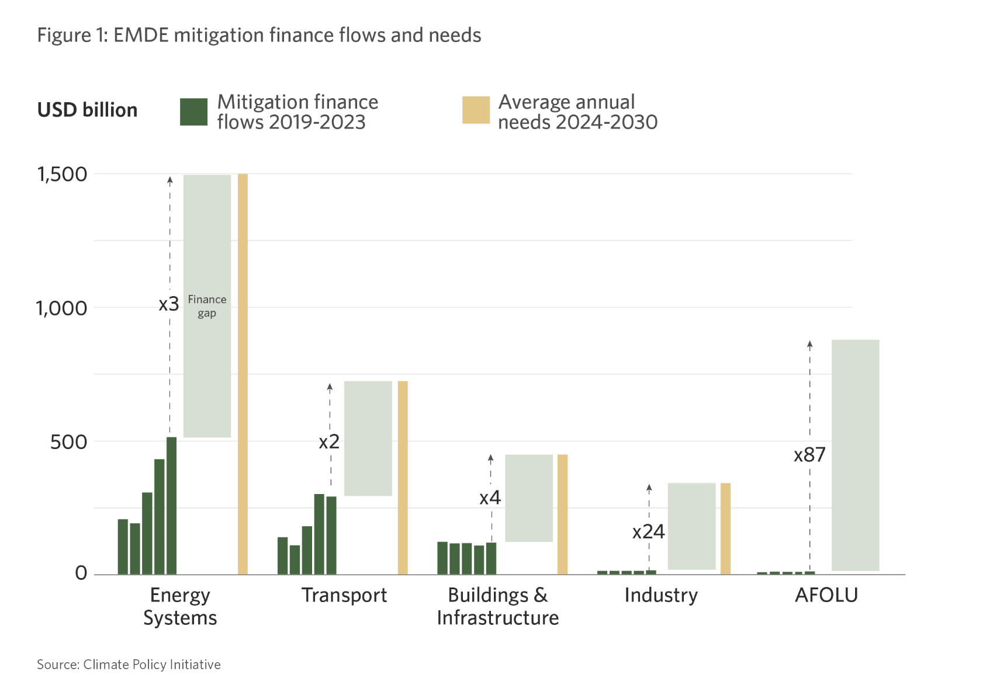 Figure 1: EMDE mitigation finance flows and needs
USD billion
Mitigation finance
flows 2019-2023
Average annual
needs 2024-2030
1,500
1,000
500
0
x3
Finance
gap
x2
x4
x24
x87
Energy
Systems
Transport
Buildings &
Infrastructure
Industry
AFOLU
Source: Climate Policy Initiative